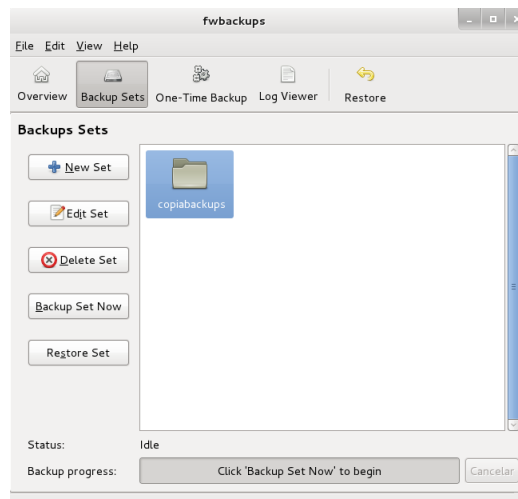 fwbackups
File Edit View Help
Overview Backup Sets One-Time Backup Log Viewer Restore
Backups Sets
New Set
copiabackups
Edit Set
Delete Set
Backup Set Now
Restore Set
Status: Idle
Backup progress: Click 'Backup Set Now' to begin Cancelar